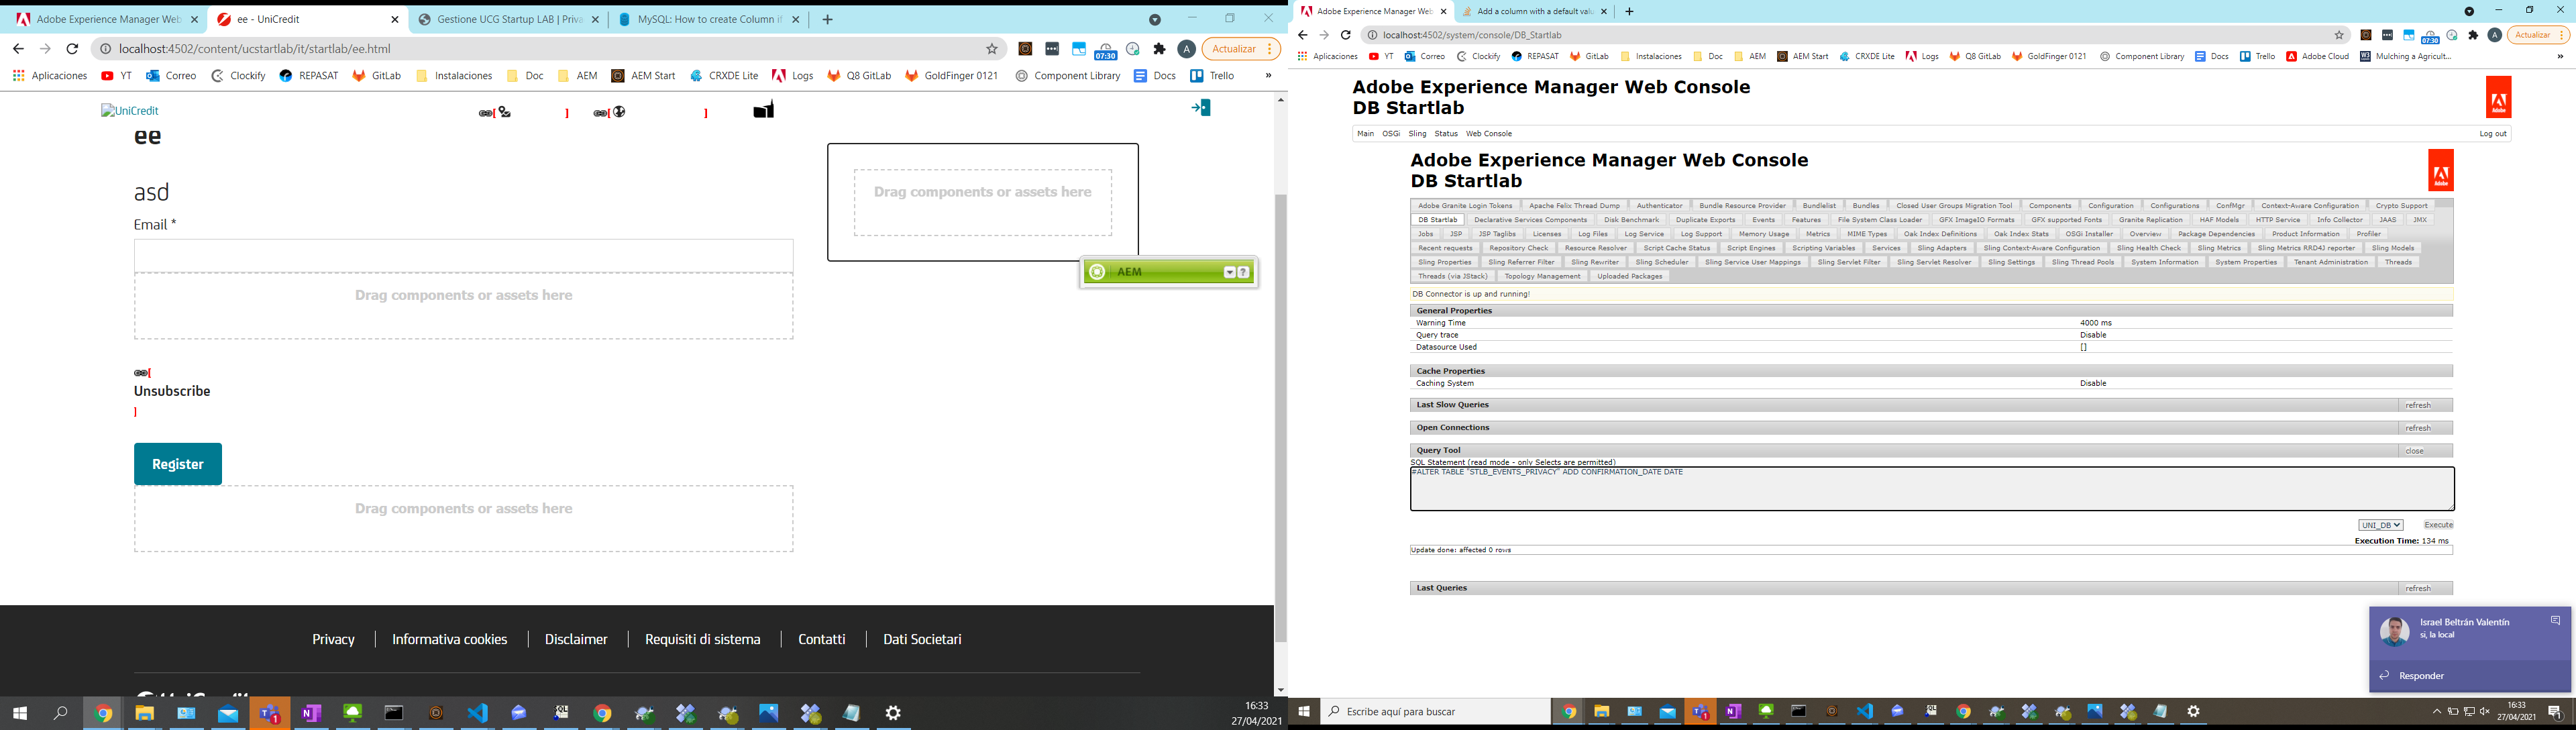 Adobe Experience Manager Web
ee - UniCredit
Gestione UCG Startup LAB | Priva
MySQL: How to create Column if
localhost:4502/content/ucstartlab/it/startlab/ee.html
07:30
A
Actualizar
Aplicaciones
YT
Correo
Clockify
REPASAT
GitLab
Instalaciones
Doc
AEM
AEM Start
CRXDE Lite
Logs
Q8 GitLab
GoldFinger 0121
Component Library
Docs
Trello
»
UniCredit
[ ]
[ ]
ee
asd
Email *
Drag components or assets here
[
Unsubscribe
]
Register
Drag components or assets here
Drag components or assets here
AEM
?
Privacy
Informativa cookies
Disclaimer
Requisiti di sistema
Contatti
Dati Societari
16:33
27/04/2021
Adobe Experience Manager Web
Add a column with a default valu
localhost:4502/system/console/DB_Startlab
07:30
A
Actualizar
Aplicaciones
YT
Correo
Clockify
REPASAT
GitLab
Instalaciones
Doc
AEM
AEM Start
CRXDE Lite
Logs
Q8 GitLab
GoldFinger 0121
Component Library
Docs
Trello
Adobe Cloud
Mulching a Agricult...
»
Adobe Experience Manager Web Console
DB Startlab
Adobe
Main OSGi Sling Status Web Console
Log out
Adobe Experience Manager Web Console
DB Startlab
Adobe
Adobe Granite Login Tokens Apache Felix Thread Dump Authenticator Bundle Resource Provider Bundlelist Bundles Closed User Groups Migration Tool Components Configuration Configurations ConfMgr Context-Aware Configuration Crypto Support
DB Startlab Declarative Services Components Disk Benchmark Duplicate Exports Events Features File System Class Loader GFX ImageIO Formats GFX supported Fonts Granite Replication HAF Models HTTP Service Info Collector JAAS JMX
Jobs JSP JSP Taglibs Licenses Log Files Log Service Log Support Memory Usage Metrics MIME Types Oak Index Definitions Oak Index Stats OSGi Installer Overview Package Dependencies Product Information Profiler
Recent requests Repository Check Resource Resolver Script Cache Status Script Engines Scripting Variables Services Sling Adapters Sling Context-Aware Configuration Sling Health Check Sling Metrics Sling Metrics RRD4J reporter Sling Models
Sling Properties Sling Referrer Filter Sling Rewriter Sling Scheduler Sling Service User Mappings Sling Servlet Filter Sling Servlet Resolver Sling Settings Sling Thread Pools System Information System Properties Tenant Administration Threads
Threads (via JStack) Topology Management Uploaded Packages
DB Connector is up and running!
General Properties
Warning Time 4000 ms
Query trace Disable
Datasource Used []
Cache Properties
Caching System Disable
Last Slow Queries refresh
Open Connections refresh
Query Tool close
SQL Statement (read mode - only Selects are permitted)
#ALTER TABLE "STLB_EVENTS_PRIVACY" ADD CONFIRMATION_DATE DATE
UNI_DB Execute
Execution Time: 134 ms
Update done: affected 0 rows
Last Queries refresh
Israel Beltrán Valentín
si, la local
Responder
Escribe aquí para buscar
16:33
27/04/2021